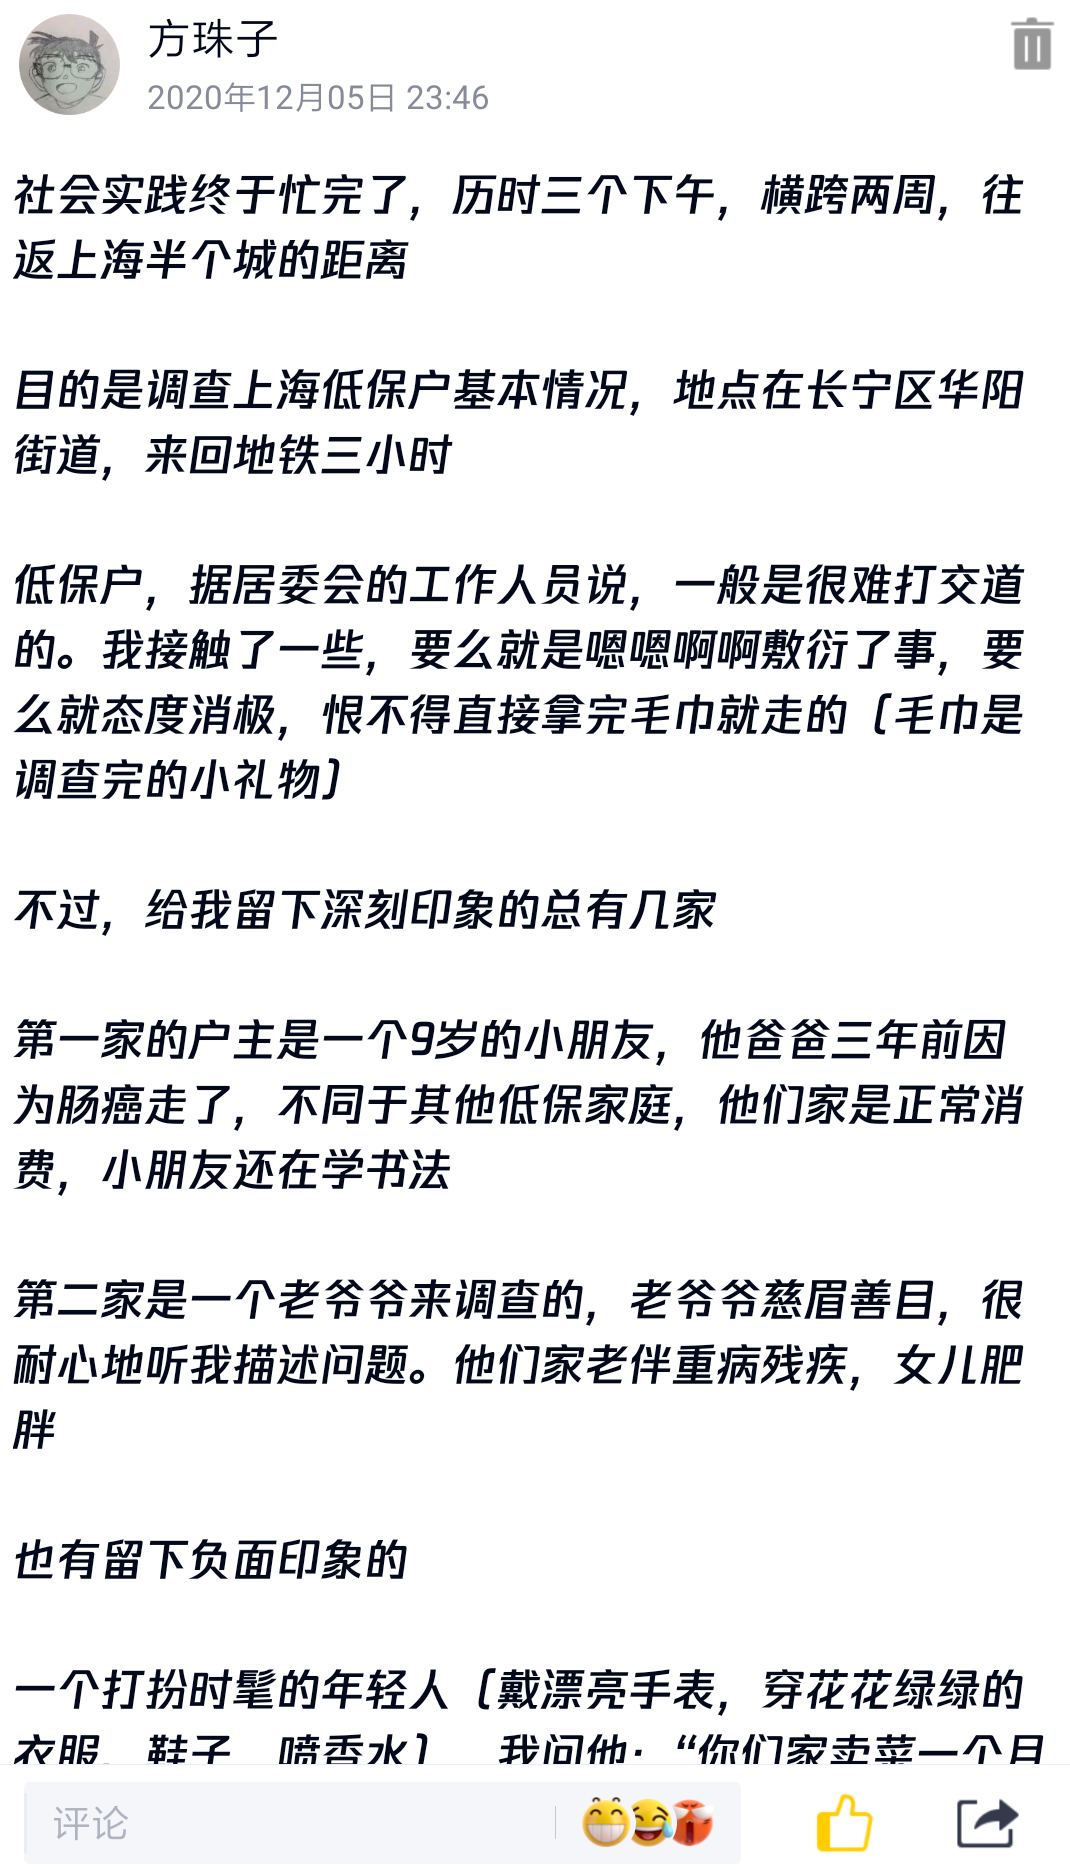 方珠子
2020年12月05日 23:46
社会实践终于忙完了，历时三个下午，横跨两周，往
返上海半个城的距离
目的是调查上海低保户基本情况，地点在长宁区华阳
街道，来回地铁三小时
低保户，据居委会的工作人员说，一般是很难打交道
的。我接触了一些，要么就是嗯嗯啊啊敷衍了事，要
么就态度消极，恨不得直接拿完毛巾就走的（毛巾是
调查完的小礼物）
不过，给我留下深刻印象的总有几家
第一家的户主是一个9岁的小朋友，他爸爸三年前因
为肠癌走了，不同于其他低保家庭，他们家是正常消
费，小朋友还在学书法
第二家是一个老爷爷来调查的，老爷爷慈眉善目，很
耐心地听我描述问题。他们家老伴重病残疾，女儿肥
胖
也有留下负面印象的
一个打扮时髦的年轻人（戴漂亮手表，穿花花绿绿的
衣服、鞋子，喷香水），我问他：“你们家卖菜一个月
评论